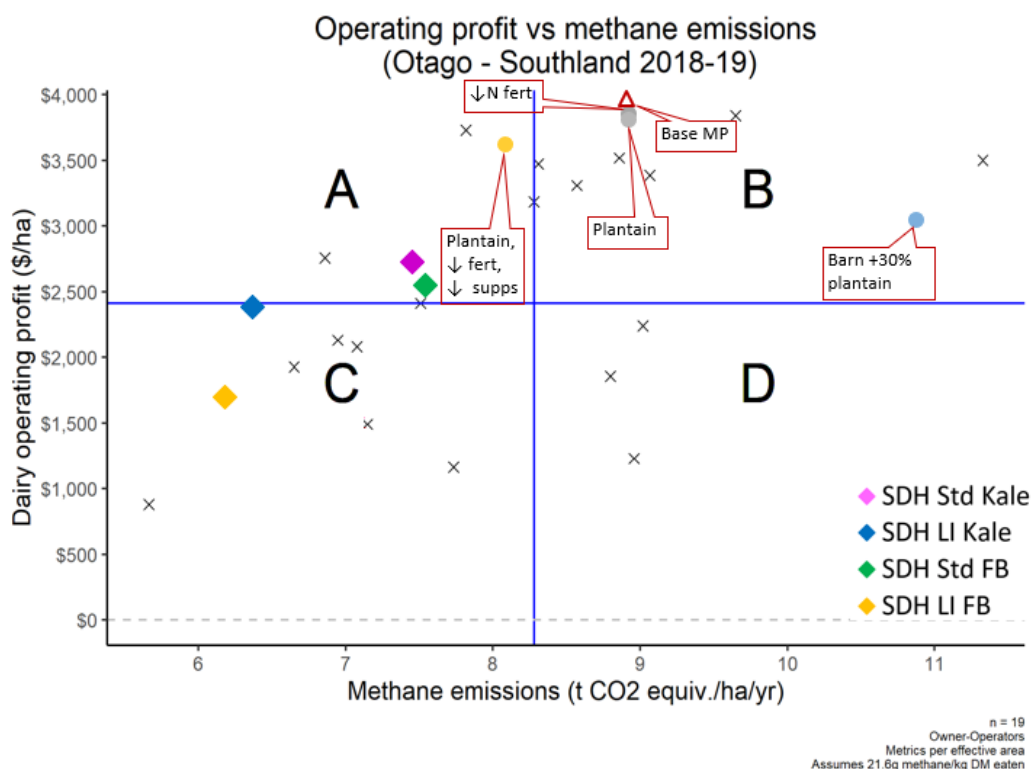 Operating profit vs methane emissions
(Otago - Southland 2018-19)
$4,000
$3,500
$3,000
$2,500
$2,000
$1,500
$1,000
$500
$0
Dairy operating profit ($/ha)
↓N fert
Base MP
A
B
Plantain,
↓ fert,
↓ supps
Plantain
Barn +30%
plantain
C
D
SDH Std Kale
SDH LI Kale
SDH Std FB
SDH LI FB
6
7
8
9
10
11
Methane emissions (t CO2 equiv./ha/yr)
n = 19
Owner-Operators
Metrics per effective area
Assumes 21.6g methane/kg DM eaten